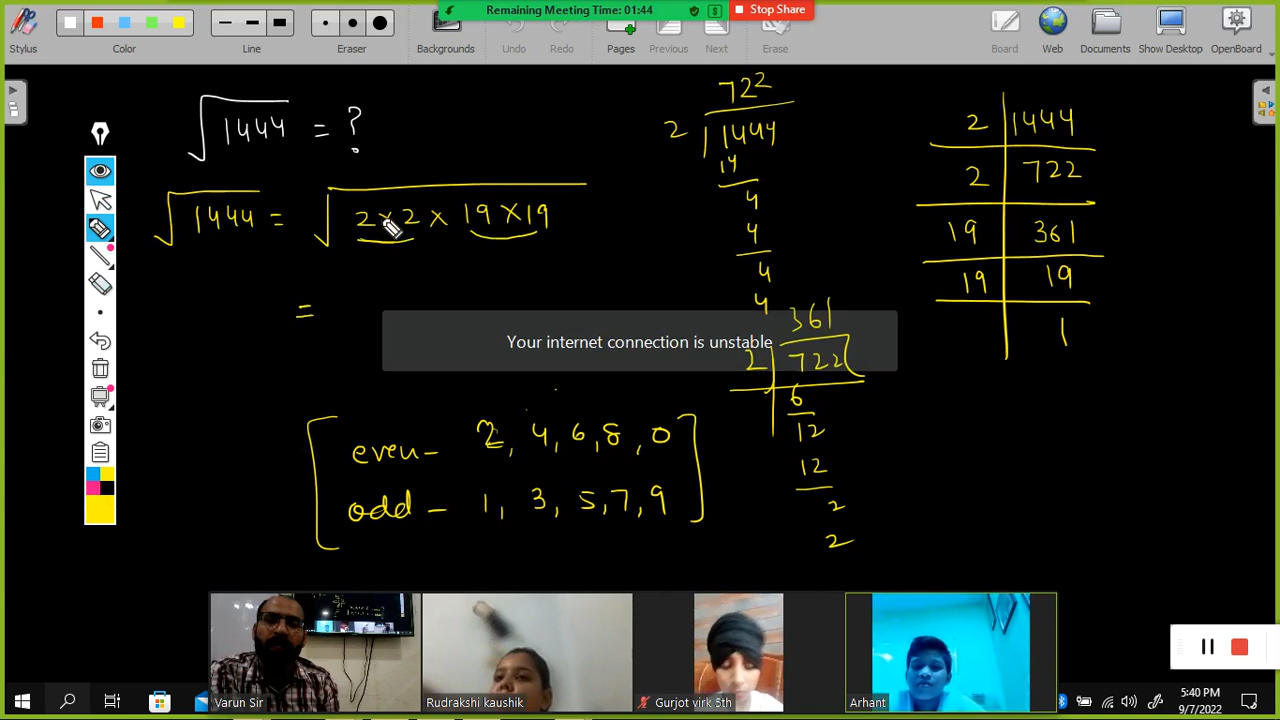 Remaining Meeting Time: 01:44
Stop Share
Stylus
Color
Line
Eraser
Backgrounds
Undo
Redo
Pages
Previous
Next
Erase
Board
Web
Documents
Show Desktop
OpenBoard
√1444 = ?
√1444 = √2×2 × 19×19
=
even- 2, 4, 6, 8, 0
odd - 1, 3, 5, 7, 9
722
2 1444
14
4
4
4
4
361
2 722
6
12
12
2
2
2 1444
2 722
19 361
19 19
1
Your internet connection is unstable
Varun Sir
Rudrakshi kaushik
Gurjot virk 5th
Arhant
5:40 PM
9/7/2022